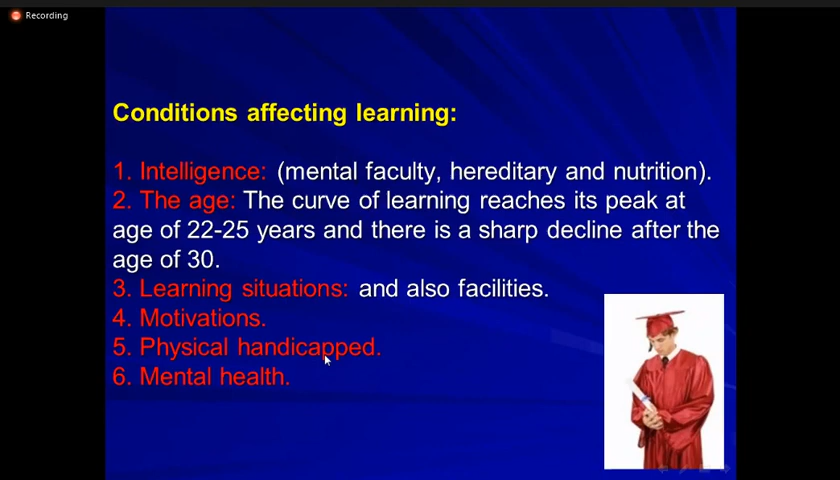 Recording
Conditions affecting learning:
1. Intelligence: (mental faculty, hereditary and nutrition).
2. The age: The curve of learning reaches its peak at
age of 22-25 years and there is a sharp decline after the
age of 30.
3. Learning situations: and also facilities.
4. Motivations.
5. Physical handicapped.
6. Mental health.